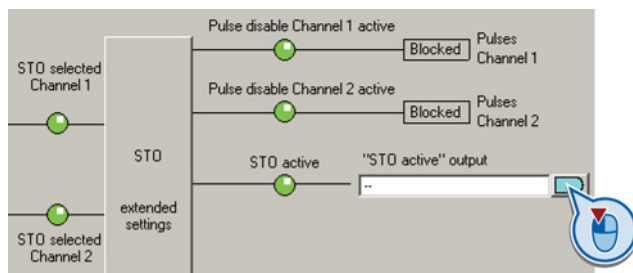 Pulse disable Channel 1 active
Blocked
Pulses
Channel 1
STO selected
Channel 1
Pulse disable Channel 2 active
Blocked
Pulses
Channel 2
STO
STO active
"STO active" output
--
extended
settings
STO selected
Channel 2